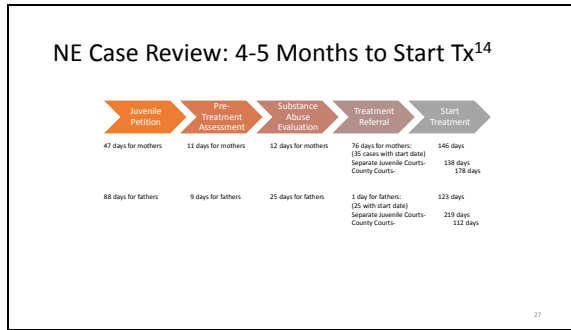 NE Case Review: 4-5 Months to Start Tx14
Juvenile
Petition
Pre-
Treatment
Assessment
Substance
Abuse
Evaluation
Treatment
Referral
Start
Treatment
47 days for mothers
11 days for mothers
12 days for mothers
76 days for mothers:
(35 cases with start date)
Separate Juvenile Courts-
County Courts-
146 days
138 days
178 days
88 days for fathers
9 days for fathers
25 days for fathers
1 day for fathers:
(25 with start date)
Separate Juvenile Courts-
County Courts-
123 days
219 days
112 days
27